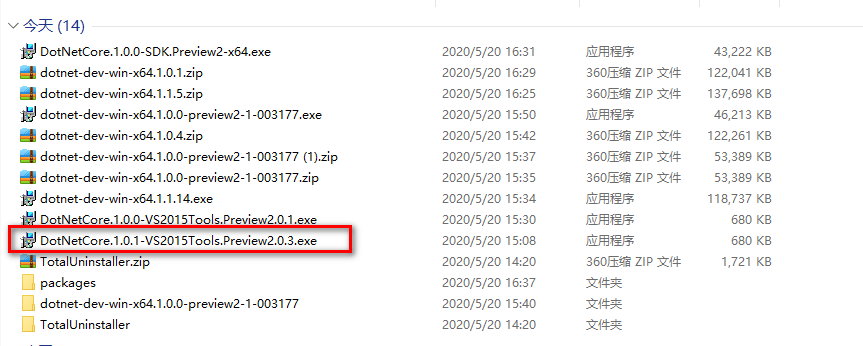 今天 (14)
DotNetCore.1.0.0-SDK.Preview2-x64.exe 2020/5/20 16:31 应用程序 43,222 KB
dotnet-dev-win-x64.1.0.1.zip 2020/5/20 16:29 360压缩 ZIP 文件 122,041 KB
dotnet-dev-win-x64.1.1.5.zip 2020/5/20 16:25 360压缩 ZIP 文件 137,698 KB
dotnet-dev-win-x64.1.0.0-preview2-1-003177.exe 2020/5/20 15:50 应用程序 46,213 KB
dotnet-dev-win-x64.1.0.4.zip 2020/5/20 15:42 360压缩 ZIP 文件 122,261 KB
dotnet-dev-win-x64.1.0.0-preview2-1-003177 (1).zip 2020/5/20 15:37 360压缩 ZIP 文件 53,389 KB
dotnet-dev-win-x64.1.0.0-preview2-1-003177.zip 2020/5/20 15:35 360压缩 ZIP 文件 53,389 KB
dotnet-dev-win-x64.1.1.14.exe 2020/5/20 15:34 应用程序 118,737 KB
DotNetCore.1.0.0-VS2015Tools.Preview2.0.1.exe 2020/5/20 15:30 应用程序 680 KB
DotNetCore.1.0.1-VS2015Tools.Preview2.0.3.exe 2020/5/20 15:08 应用程序 680 KB
TotalUninstaller.zip 2020/5/20 14:20 360压缩 ZIP 文件 1,721 KB
packages 2020/5/20 16:37 文件夹
dotnet-dev-win-x64.1.0.0-preview2-1-003177 2020/5/20 15:40 文件夹
TotalUninstaller 2020/5/20 14:20 文件夹